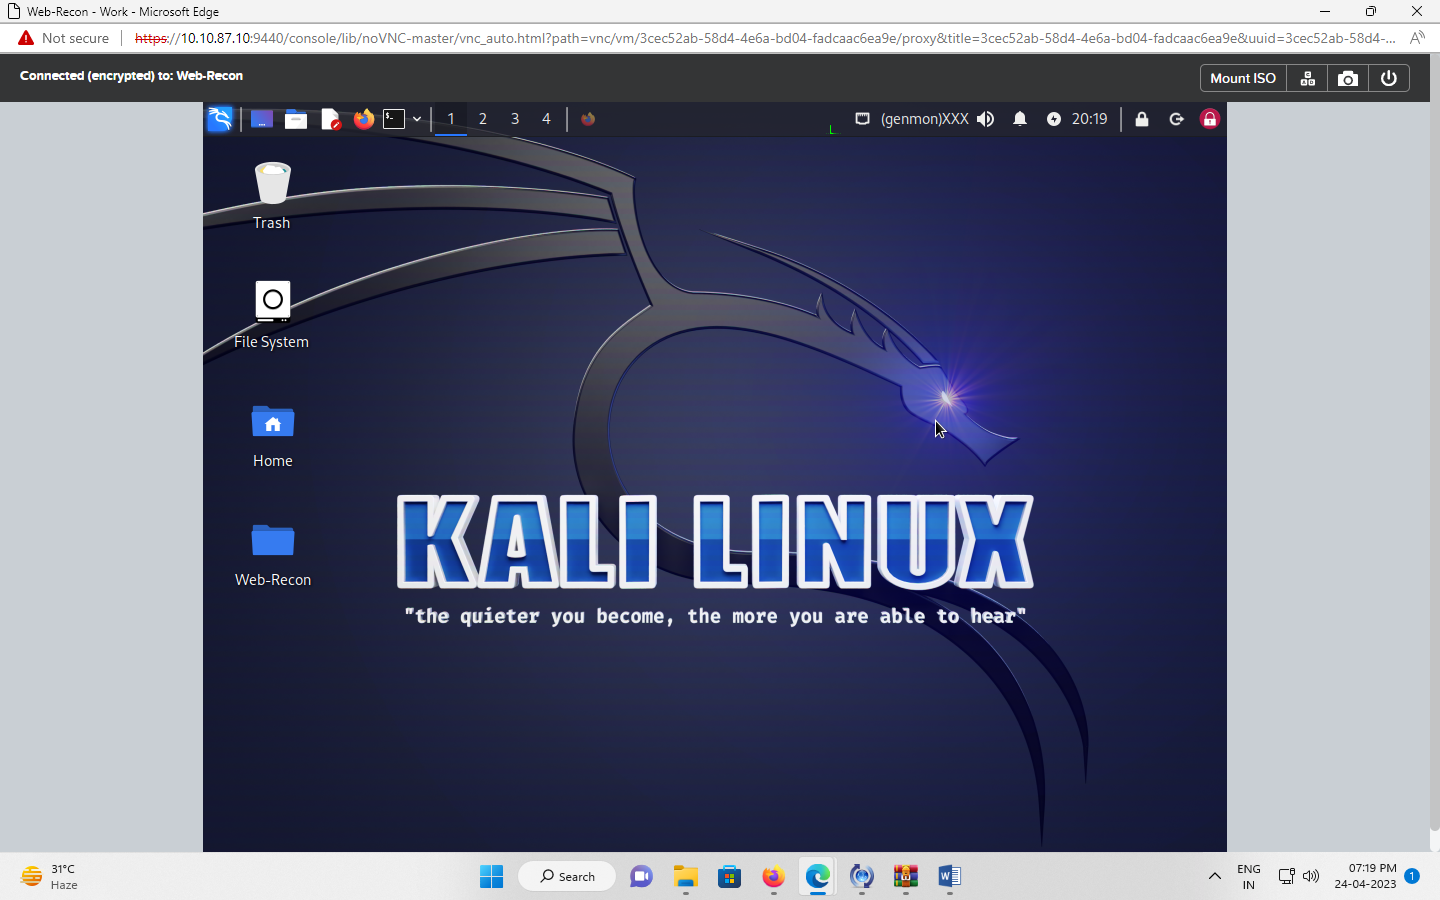 Web-Recon - Work - Microsoft Edge
Not secure
https://10.10.87.10:9440/console/lib/noVNC-master/vnc_auto.html?path=vnc/vm/3cec52ab-58d4-4e6a-bd04-fadcaac6ea9e/proxy&title=3cec52ab-58d4-4e6a-bd04-fadcaac6ea9e&uuid=3cec52ab-58d4-...
Connected (encrypted) to: Web-Recon
Mount ISO
1 2 3 4
(genmon)XXX
20:19
Trash
File System
Home
Web-Recon
KALI LINUX
"the quieter you become, the more you are able to hear"
31°C
Haze
Search
ENG
IN
07:19 PM
24-04-2023
1